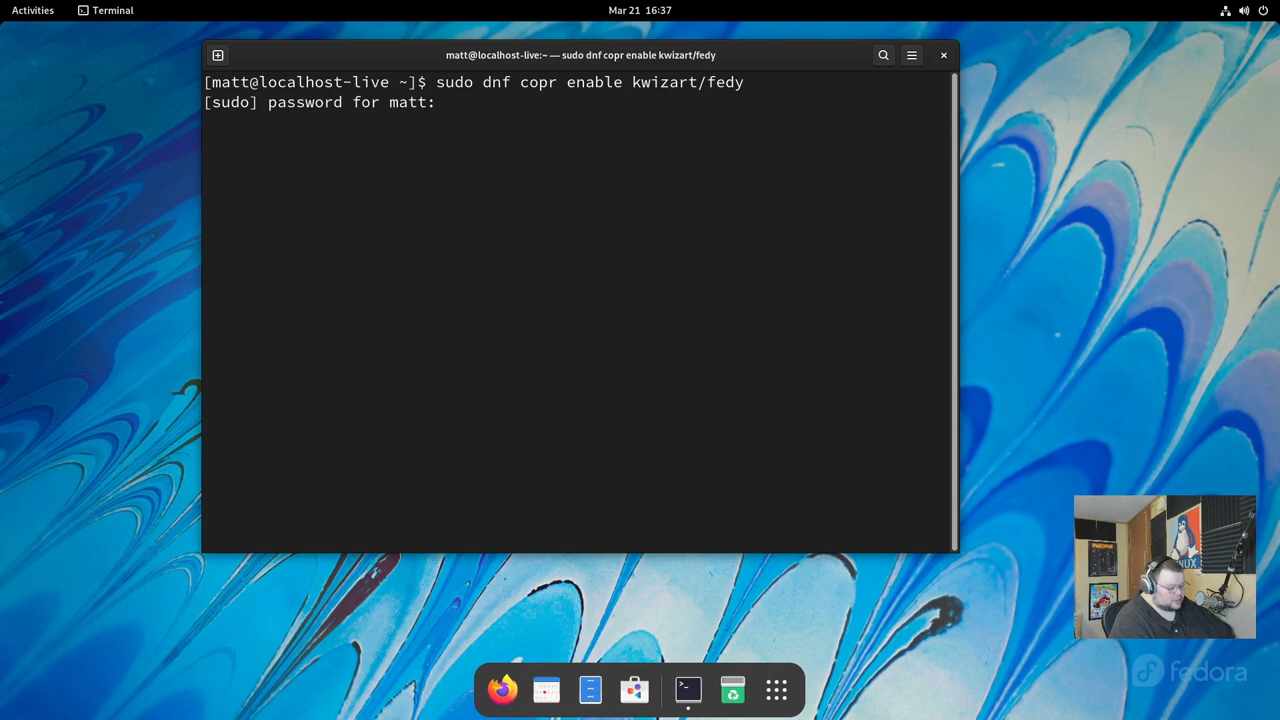 Activities
Terminal
Mar 21 16:37
matt@localhost-live:~ — sudo dnf copr enable kwizart/fedy
[matt@localhost-live ~]$ sudo dnf copr enable kwizart/fedy
[sudo] password for matt:
fedora